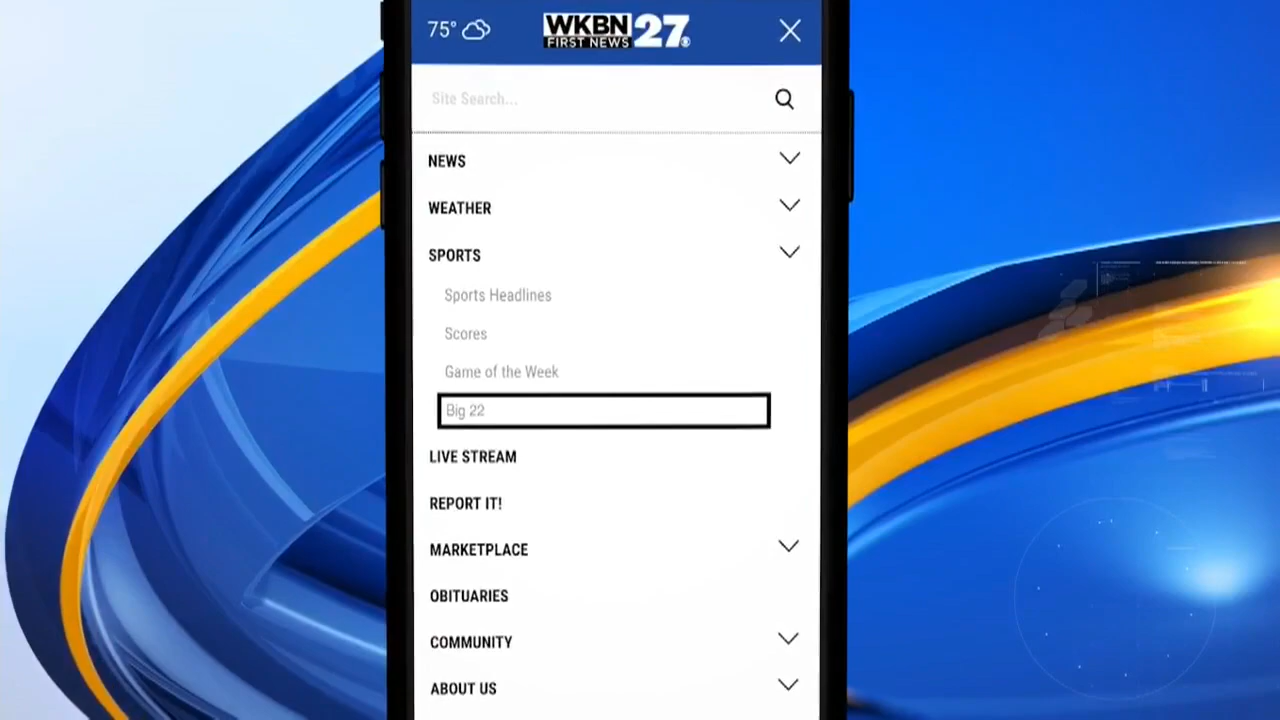 75°
WKBN
FIRST NEWS
27
Site Search...
NEWS
WEATHER
SPORTS
Sports Headlines
Scores
Game of the Week
Big 22
LIVE STREAM
REPORT IT!
MARKETPLACE
OBITUARIES
COMMUNITY
ABOUT US